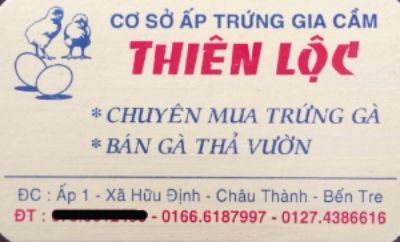 CƠ SỞ ẤP TRỨNG GIA CẦM
THIÊN LỘC
* CHUYÊN MUA TRỨNG GÀ
* BÁN GÀ THẢ VƯỜN
ĐC : Ấp 1 - Xã Hữu Định - Châu Thành - Bến Tre
ĐT : - 0166.6187997 - 0127.4386616